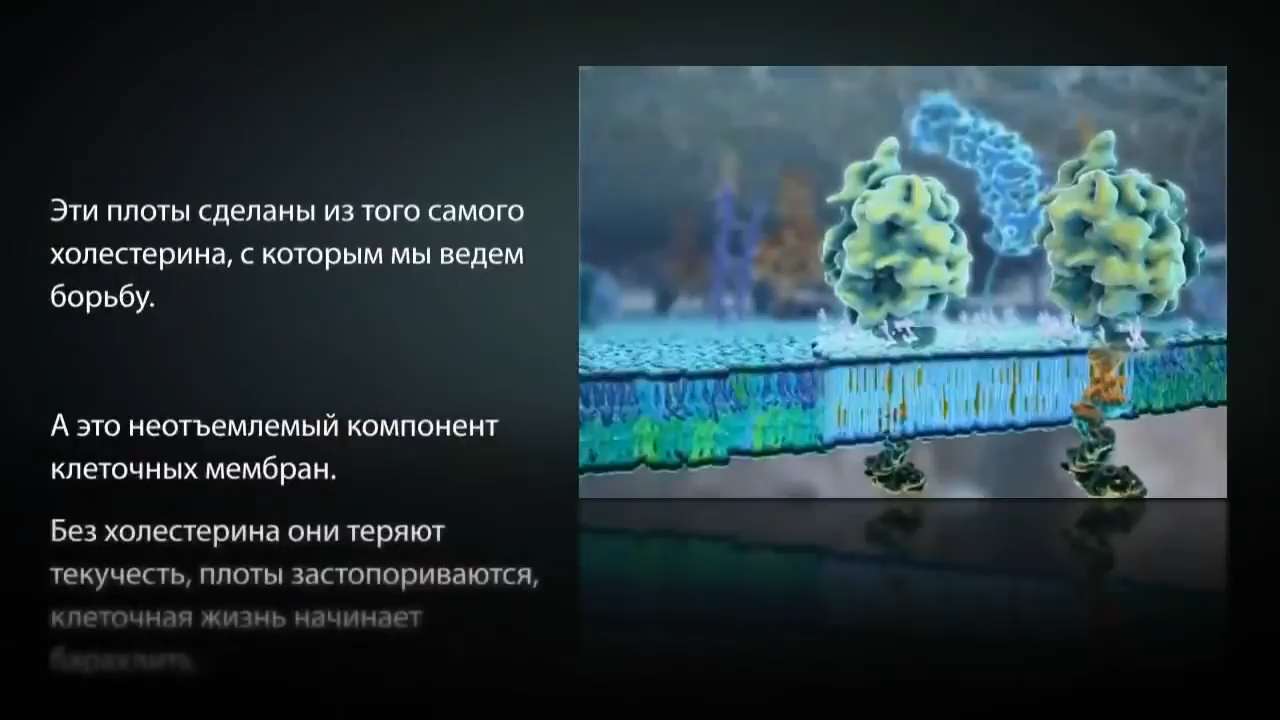 Эти плоты сделаны из того самого
холестерина, с которым мы ведем
борьбу.
А это неотъемлемый компонент
клеточных мембран.
Без холестерина они теряют
текучесть, плоты застопориваются,
клеточная жизнь начинает
барахлить.